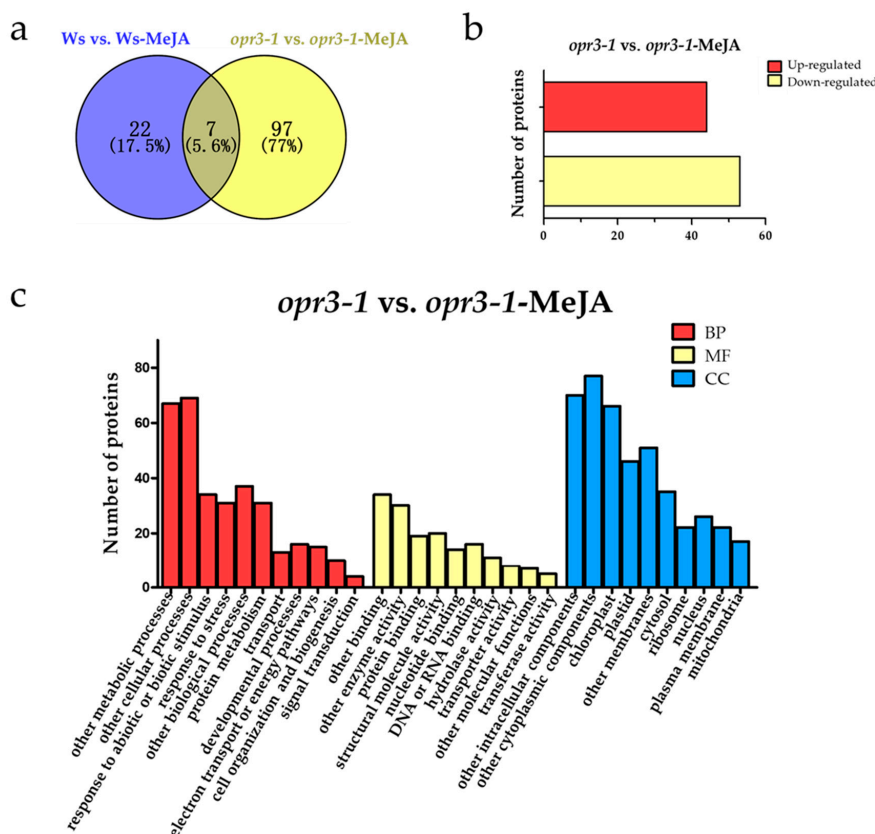 a
Ws vs. Ws-MeJA
opr3-1 vs. opr3-1-MeJA
22
(17.5%)
7
(5.6%)
97
(77%)
b
opr3-1 vs. opr3-1-MeJA
Up-regulated
Down-regulated
Number of proteins
0
20
40
60
c
opr3-1 vs. opr3-1-MeJA
BP
MF
CC
Number of proteins
80
60
40
20
0
other metabolic processes
other cellular processes
response to abiotic or biotic stimulus
response to stress
other biological processes
protein metabolism
transport
developmental processes
electron transport or energy pathways
cell organization and biogenesis
signal transduction
other binding
other enzyme activity
protein binding
structural molecule activity
nucleotide binding
DNA or RNA binding
hydrolase activity
transporter activity
other molecular functions
transferase activity
other intracellular components
other cytoplasmic components
chloroplast
plastid
other membranes
cytosol
ribosome
nucleus
plasma membrane
mitochondria